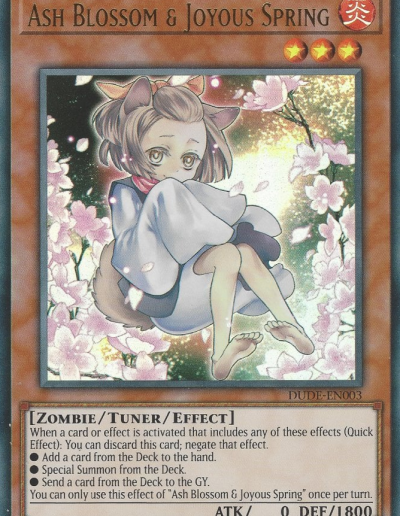 Ash Blossom & Joyous Spring
炎
DUDE-EN003
[Zombie/Tuner/Effect]
When a card or effect is activated that includes any of these effects (Quick
Effect): You can discard this card; negate that effect.
● Add a card from the Deck to the hand.
● Special Summon from the Deck.
● Send a card from the Deck to the GY.
You can only use this effect of "Ash Blossom & Joyous Spring" once per turn.
ATK/ 0 DEF/1800